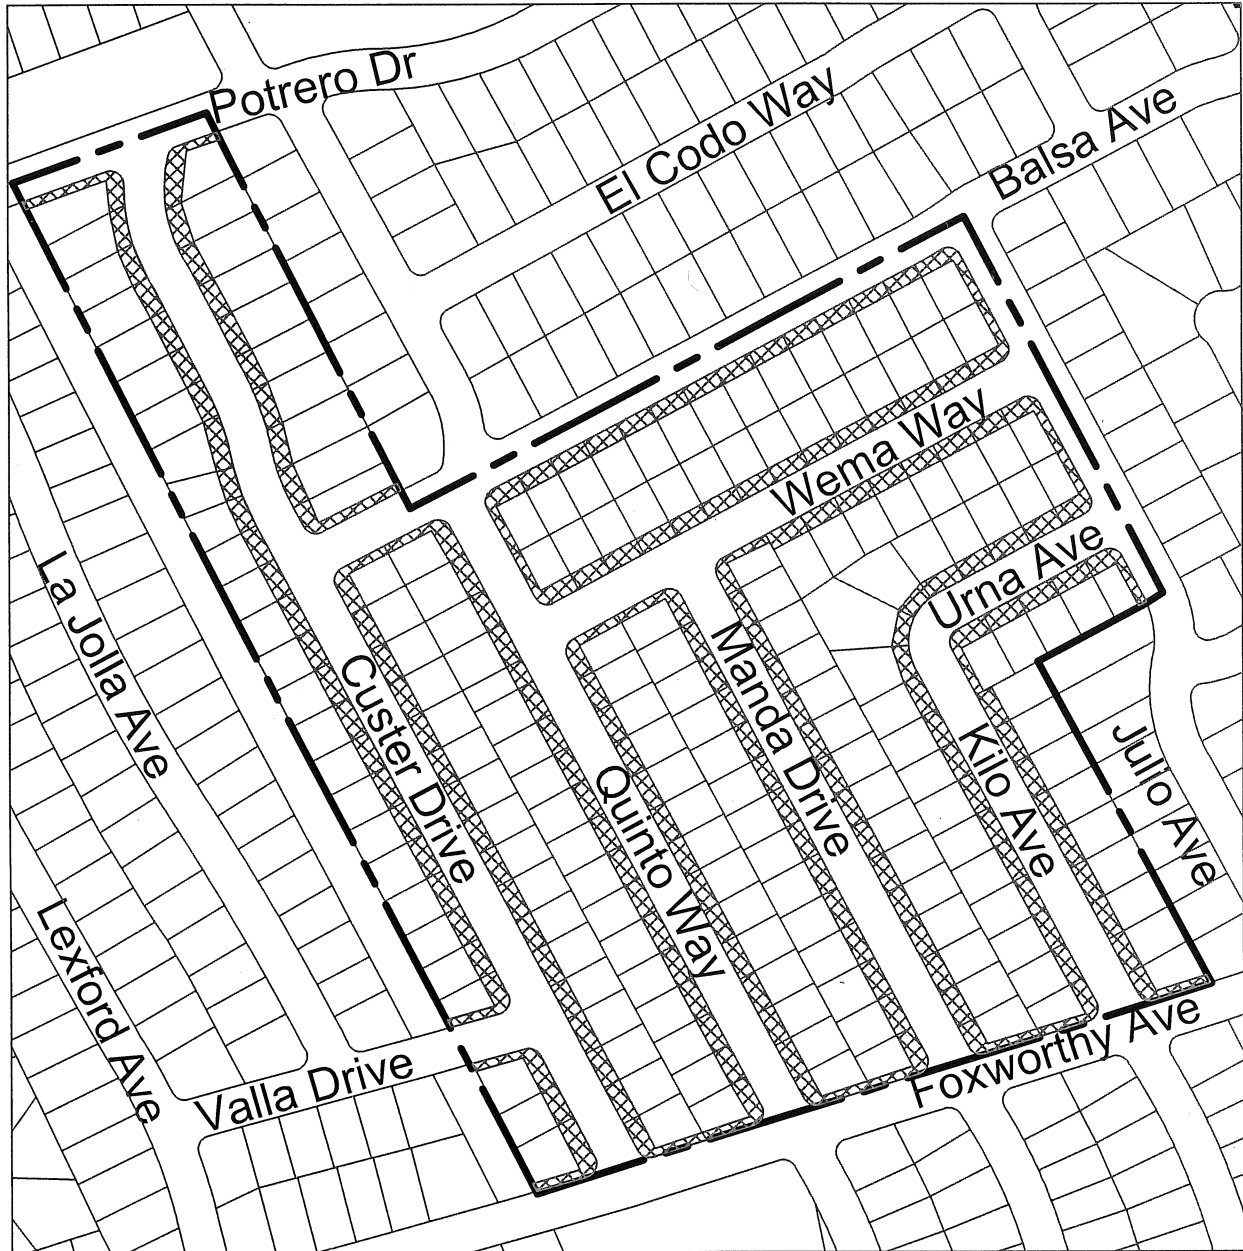 Potrero Dr
El Codo Way
Balsa Ave
Wema Way
Urna Ave
La Jolla Ave
Custer Drive
Manda Drive
Quinto Way
Kilo Ave
Julio Ave
Lexford Ave
Valla Drive
Foxworthy Ave